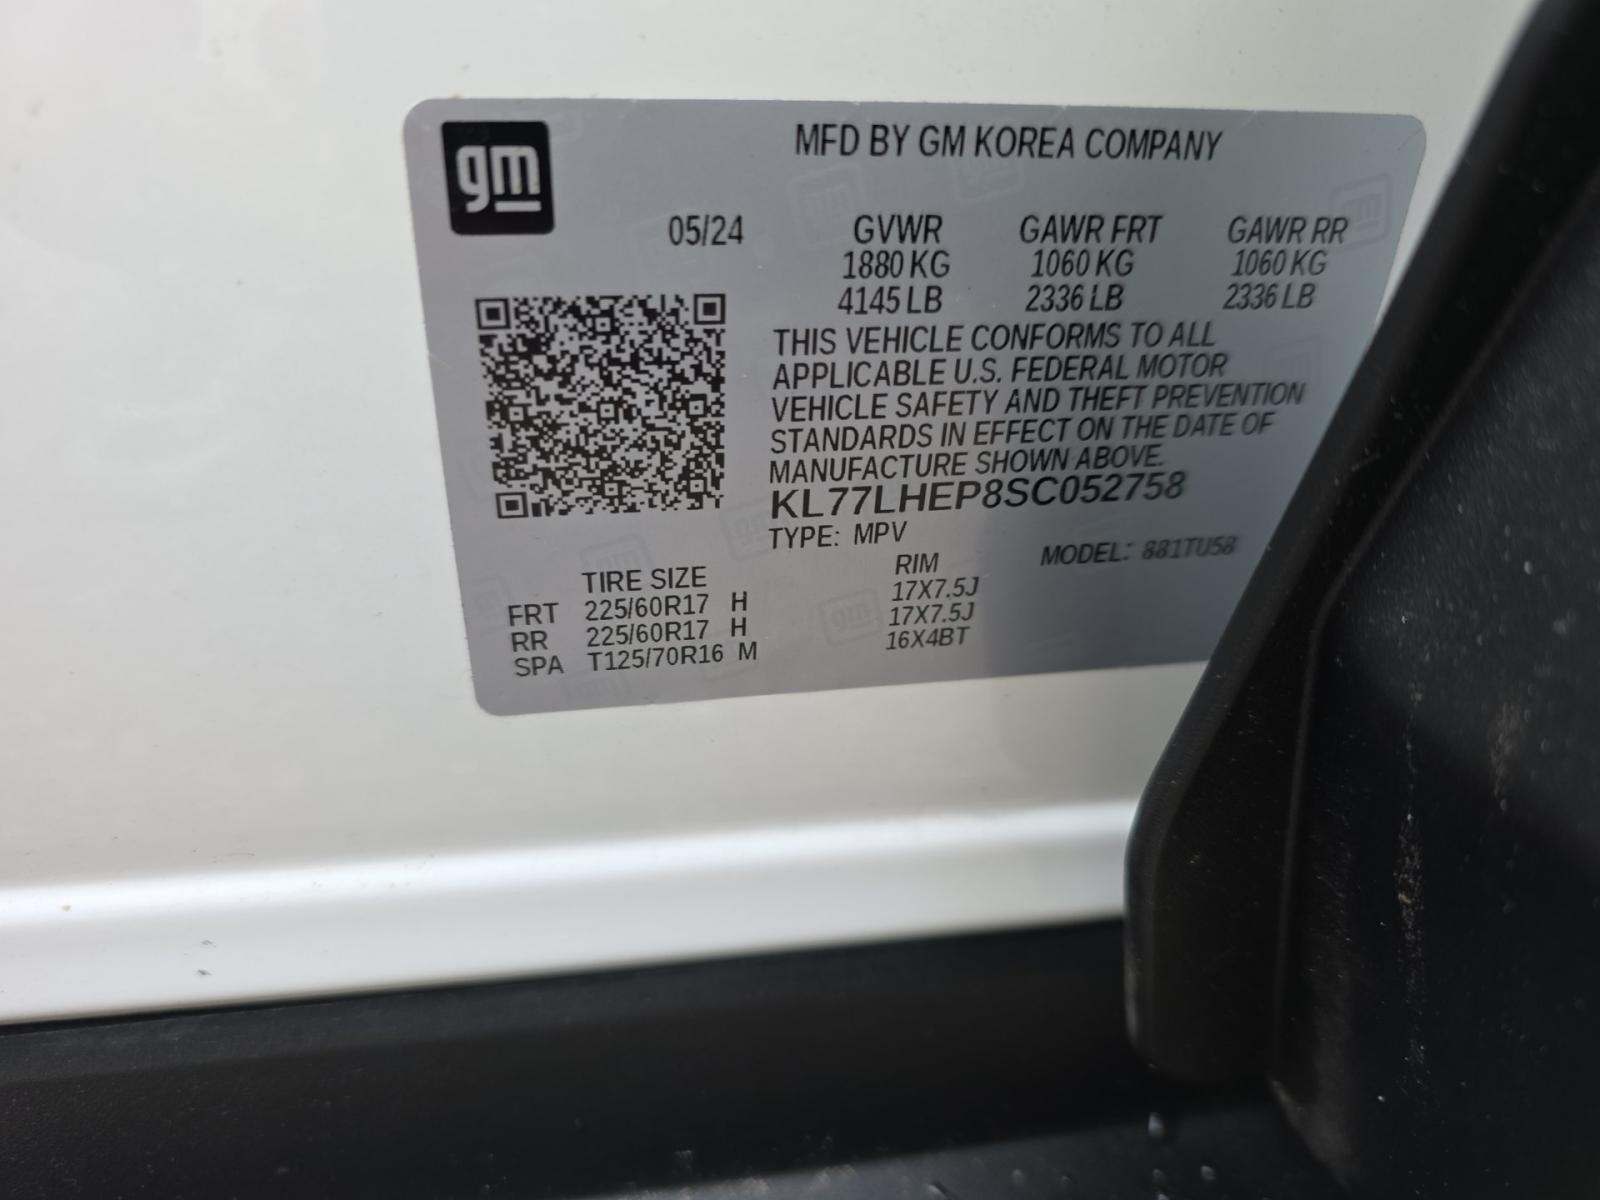 gm
MFD BY GM KOREA COMPANY
05/24 GVWR GAWR FRT GAWR RR
1880 KG 1060 KG 1060 KG
4145 LB 2336 LB 2336 LB
THIS VEHICLE CONFORMS TO ALL
APPLICABLE U.S. FEDERAL MOTOR
VEHICLE SAFETY AND THEFT PREVENTION
STANDARDS IN EFFECT ON THE DATE OF
MANUFACTURE SHOWN ABOVE.
KL77LHEP8SC052758
TYPE: MPV MODEL: 881TU58
TIRE SIZE RIM
FRT 225/60R17 H 17X7.5J
RR 225/60R17 H 17X7.5J
SPA T125/70R16 M 16X4BT